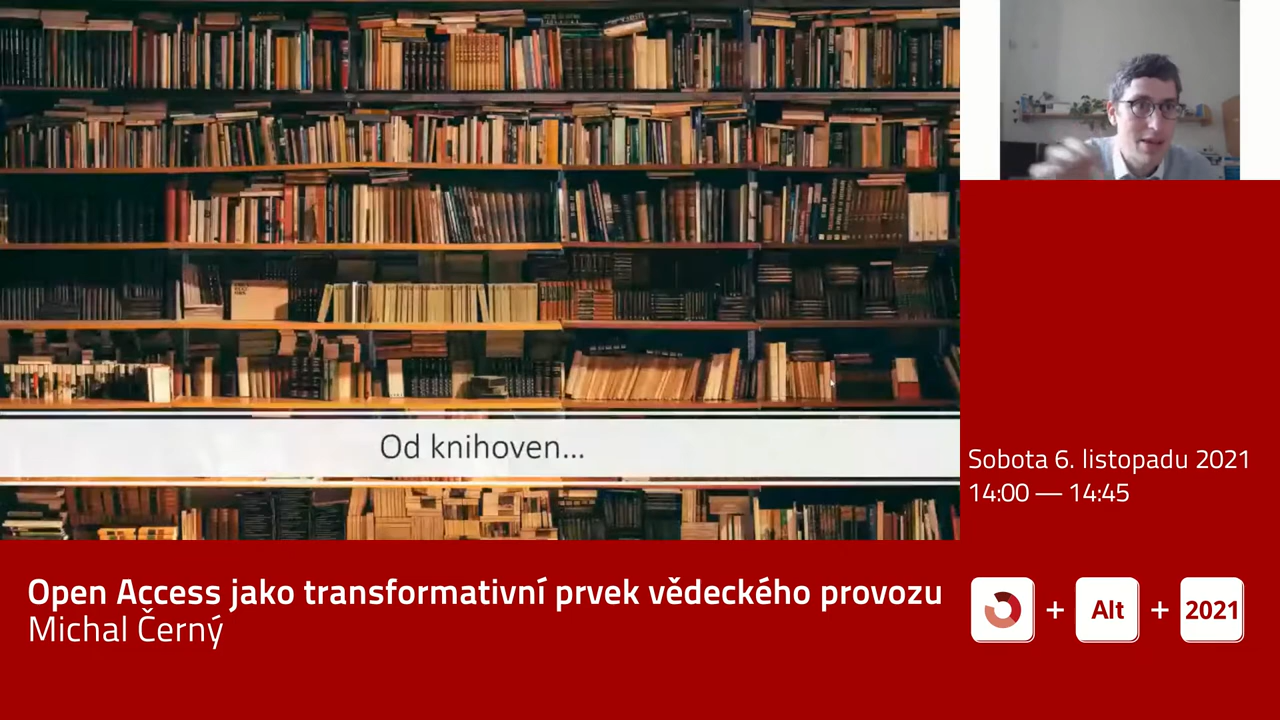 Od knihoven...
Sobota 6. listopadu 2021
14:00 — 14:45
Open Access jako transformativní prvek vědeckého provozu
Michal Černý
+ Alt + 2021